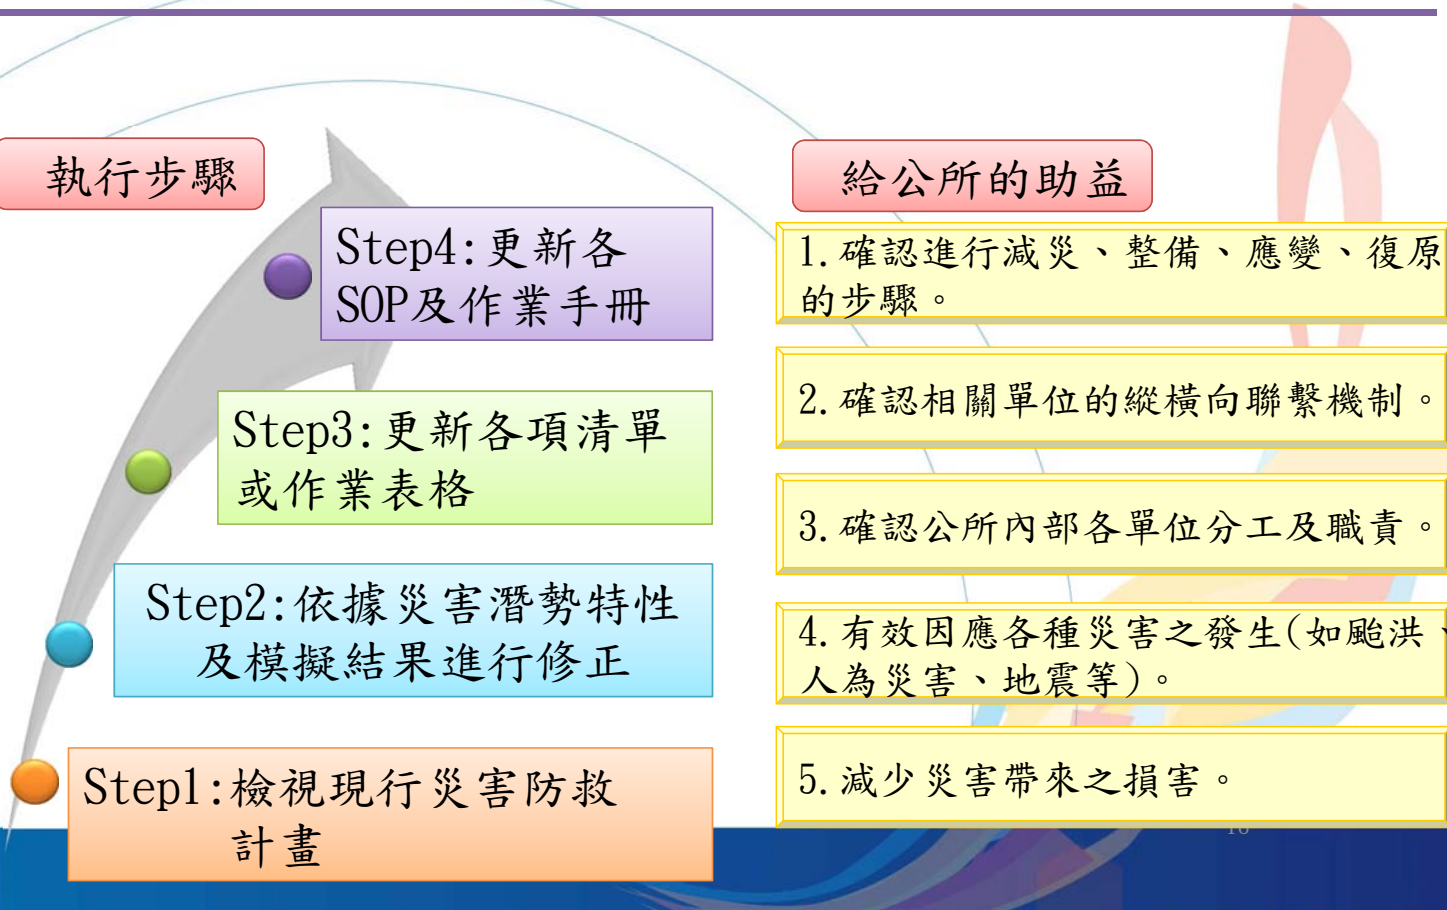 執行步驟
Step4:更新各
SOP及作業手冊
Step3:更新各項清單
或作業表格
Step2:依據災害潛勢特性
及模擬結果進行修正
Step1:檢視現行災害防救
計畫
給公所的助益
1.確認進行減災、整備、應變、復原
的步驟。
2.確認相關單位的縱橫向聯繫機制。
3.確認公所內部各單位分工及職責。
4.有效因應各種災害之發生(如颱洪、
人為災害、地震等)。
5.減少災害帶來之損害。